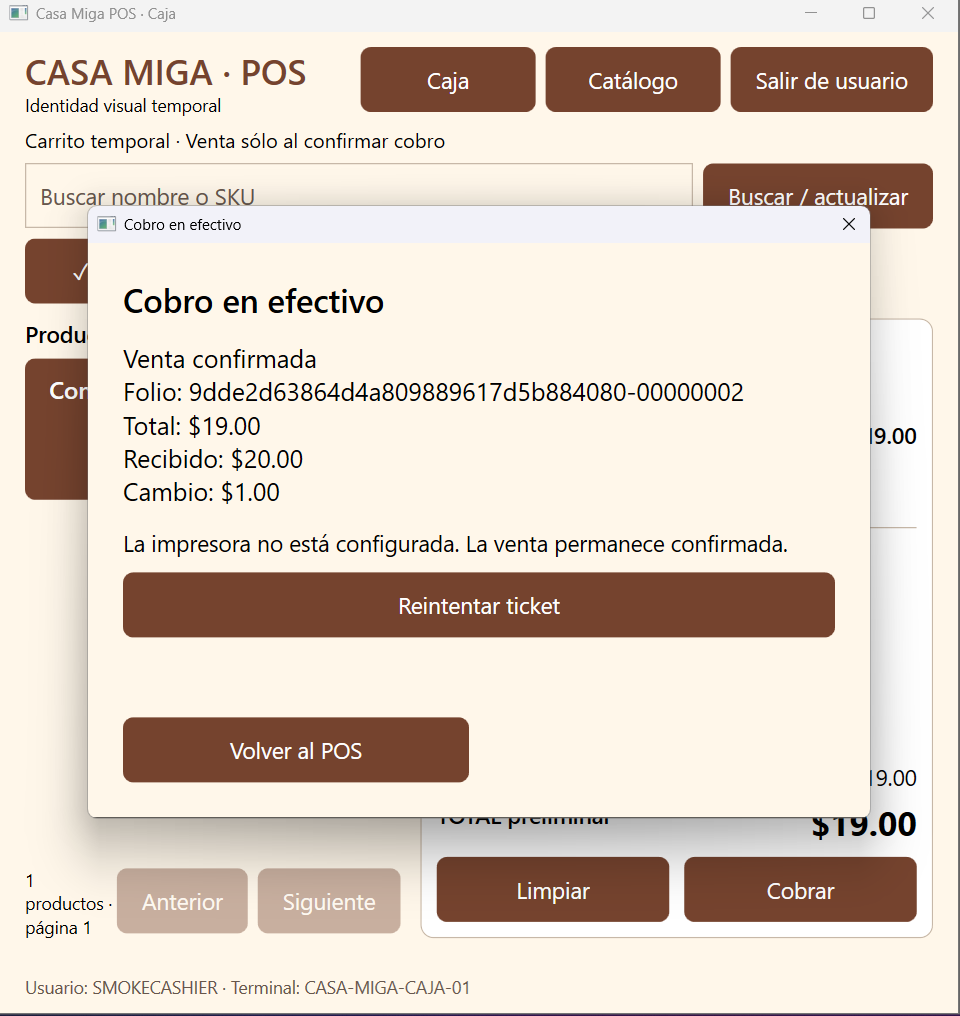 Casa Miga POS · Caja
CASA MIGA · POS
Identidad visual temporal
Caja
Catálogo
Salir de usuario
Carrito temporal · Venta sólo al confirmar cobro
Buscar nombre o SKU
Buscar / actualizar
Cobro en efectivo
✓
Cobro en efectivo
Venta confirmada
Folio: 9dde2d63864d4a809889617d5b884080-00000002
Total: $19.00
Recibido: $20.00
Cambio: $1.00
La impresora no está configurada. La venta permanece confirmada.
Reintentar ticket
Volver al POS
19.00
19.00
TOTAL preliminar
$19.00
Limpiar
Cobrar
1
productos ·
página 1
Anterior
Siguiente
Usuario: SMOKECASHIER · Terminal: CASA-MIGA-CAJA-01